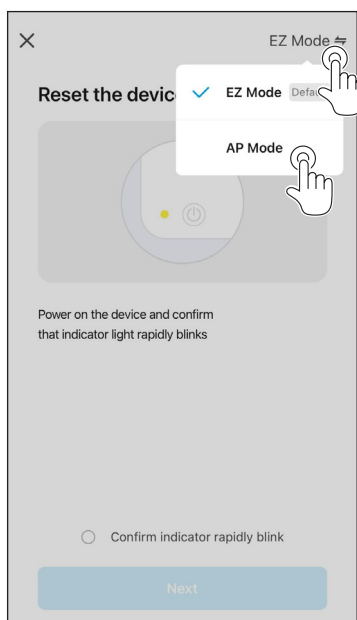 EZ Mode
Reset the devic
EZ Mode
AP Mode
Power on the device and confirm
that indicator light rapidly blinks
Confirm indicator rapidly blink
Next